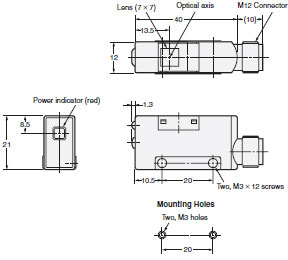 Lens (7 × 7)
Optical axis
M12 Connector
40
(10)
13.5
12
Power indicator (red)
1.3
8.5
21
10.5
20
Two, M3 × 12 screws
Mounting Holes
Two, M3 holes
20